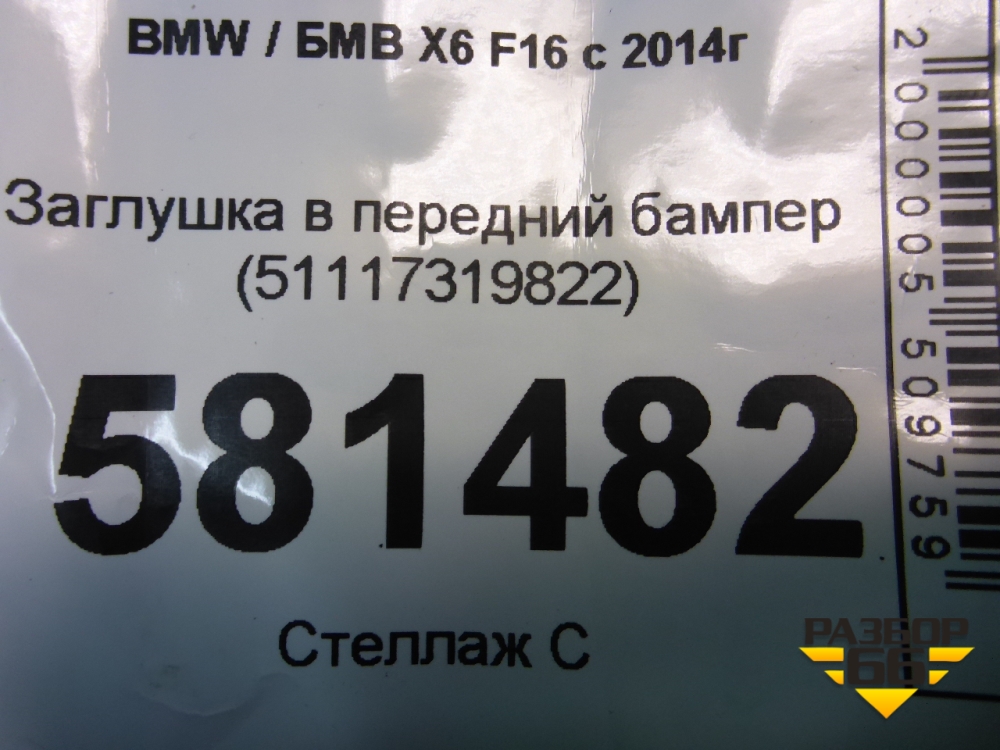 BMW / БМВ X6 F16 с 2014г
Заглушка в передний бампер
(51117319822)
581482
Стеллаж С
2000005509759
РАЗБОР
66